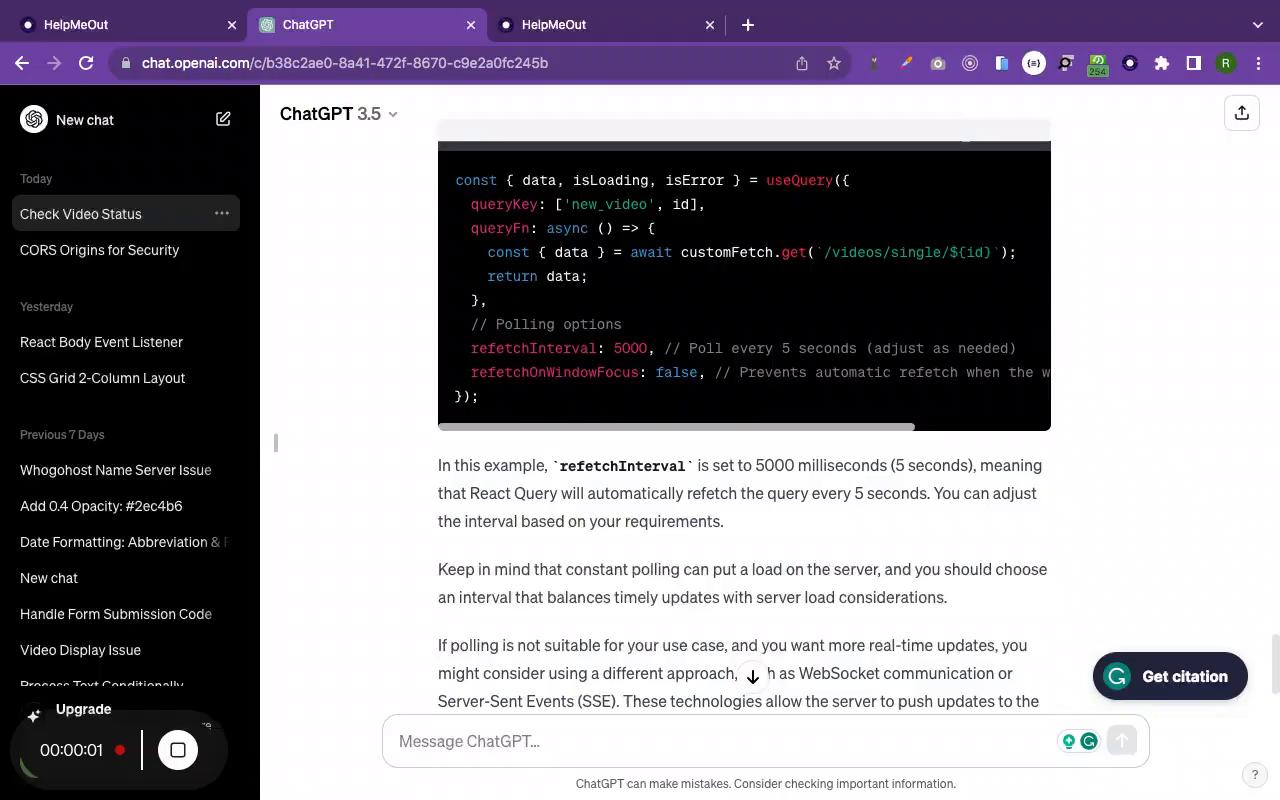 HelpMeOut
ChatGPT
HelpMeOut
chat.openai.com/c/b38c2ae0-8a41-472f-8670-c9e2a0fc245b
254
R
New chat
Today
Check Video Status
CORS Origins for Security
Yesterday
React Body Event Listener
CSS Grid 2-Column Layout
Previous 7 Days
Whogohost Name Server Issue
Add 0.4 Opacity: #2ec4b6
Date Formatting: Abbreviation &
New chat
Handle Form Submission Code
Video Display Issue
Process Text Conditionally
Upgrade
00:00:01
ChatGPT 3.5
const { data, isLoading, isError } = useQuery({
queryKey: ['new_video', id],
queryFn: async () => {
const { data } = await customFetch.get(`/videos/single/${id}`);
return data;
},
// Polling options
refetchInterval: 5000, // Poll every 5 seconds (adjust as needed)
refetchOnWindowFocus: false, // Prevents automatic refetch when the w
});
In this example, `refetchInterval` is set to 5000 milliseconds (5 seconds), meaning
that React Query will automatically refetch the query every 5 seconds. You can adjust
the interval based on your requirements.
Keep in mind that constant polling can put a load on the server, and you should choose
an interval that balances timely updates with server load considerations.
If polling is not suitable for your use case, and you want more real-time updates, you
might consider using a different approach, h as WebSocket communication or
Server-Sent Events (SSE). These technologies allow the server to push updates to the
Get citation
Message ChatGPT...
ChatGPT can make mistakes. Consider checking important information.
?